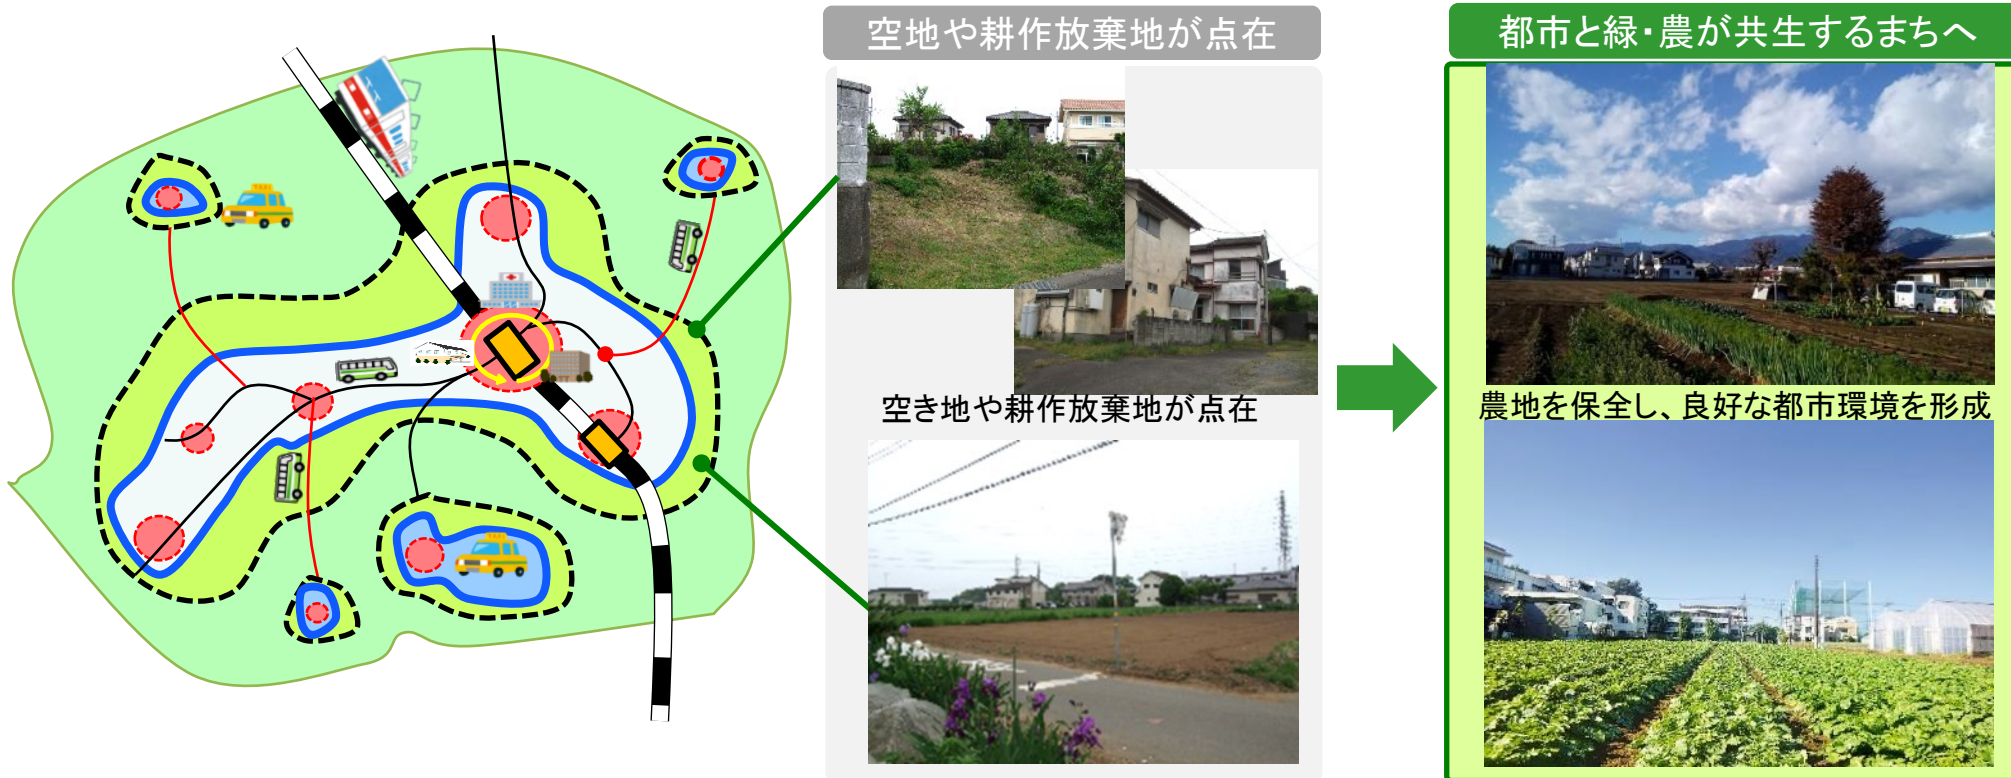 空地や耕作放棄地が点在
都市と緑・農が共生するまちへ
空き地や耕作放棄地が点在
農地を保全し、良好な都市環境を形成
TAXI
TAXI